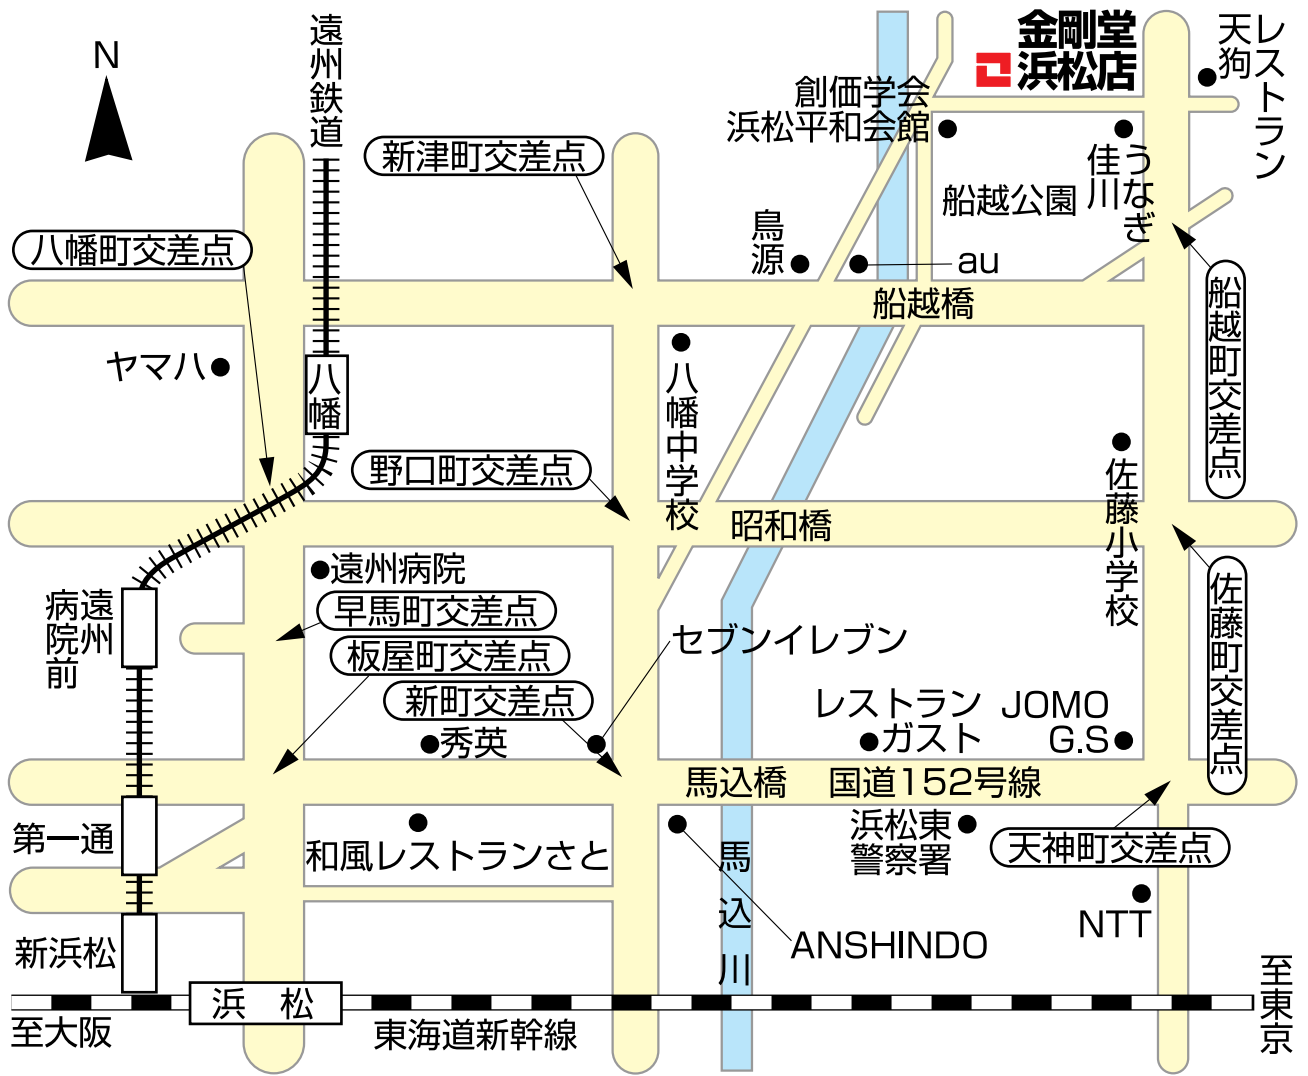 N
遠州鉄道
金剛堂
浜松店
レストラン
天狗
創価学会
浜松平和会館
新津町交差点
うなぎ
佳川
船越公園
鳥源
八幡町交差点
au
船越橋
船越町交差点
ヤマハ
八幡
八幡中学校
野口町交差点
佐藤小学校
昭和橋
遠州病院
佐藤町交差点
遠州
病院前
早馬町交差点
セブンイレブン
板屋町交差点
新町交差点
レストラン
ガスト
JOMO
G.S
秀英
馬込橋
国道152号線
第一通
和風レストランさと
浜松東
警察署
天神町交差点
馬込川
NTT
ANSHINDO
新浜松
浜 松
至東京
至大阪
東海道新幹線